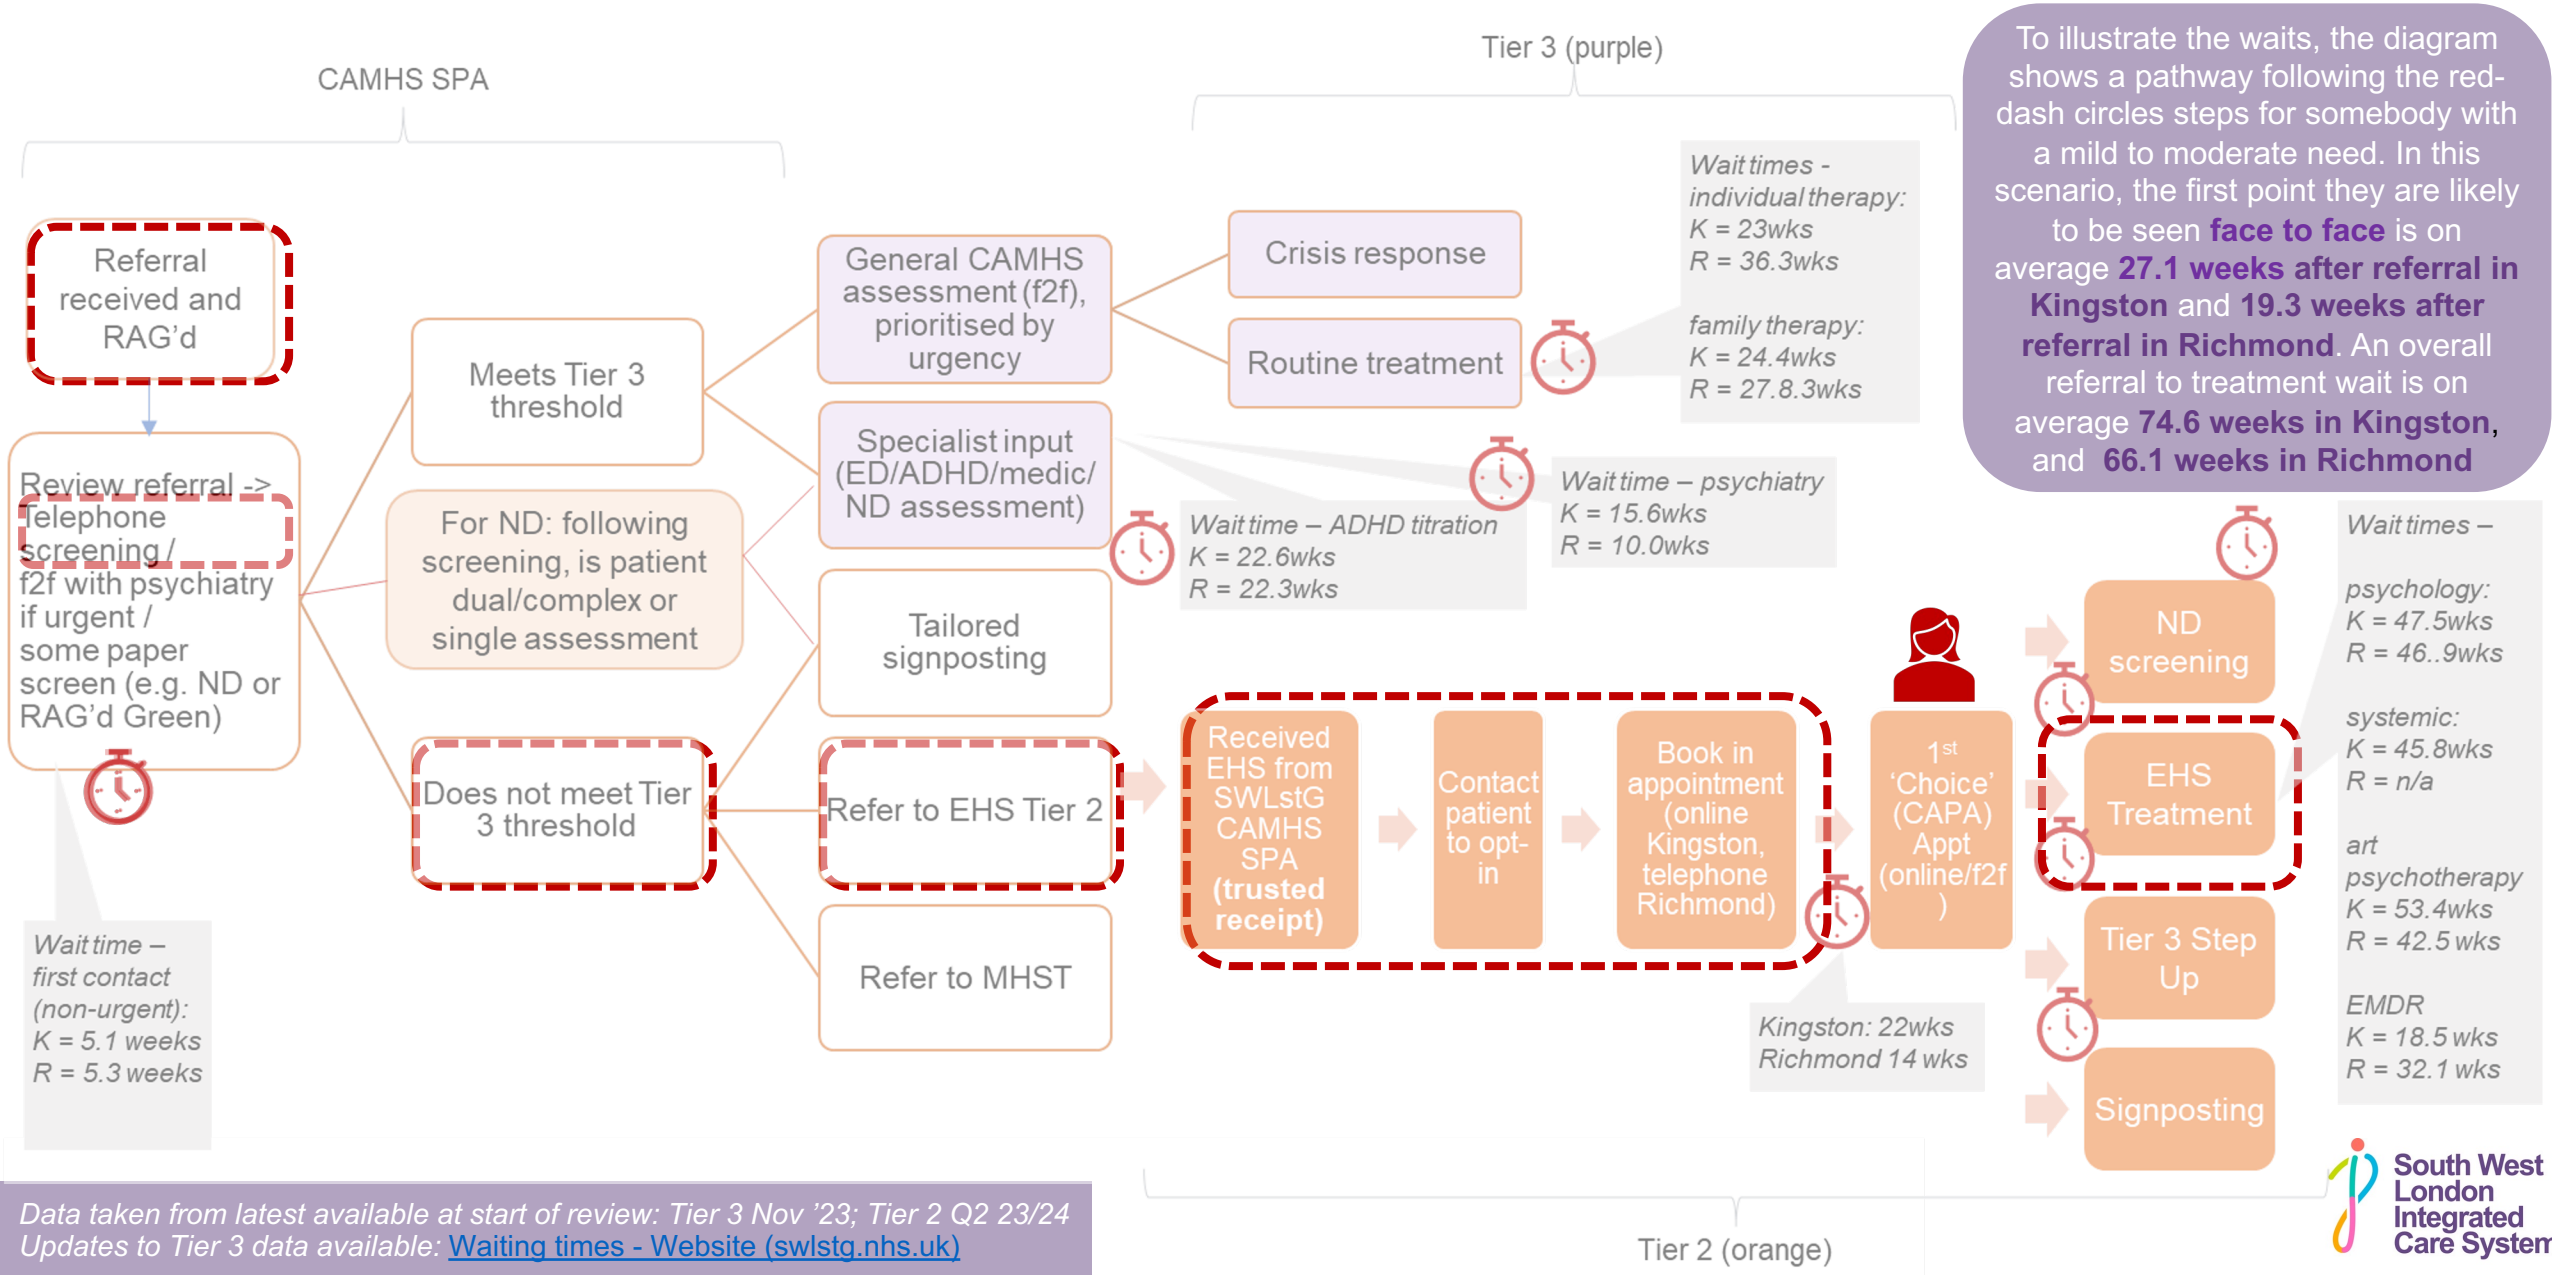 CAMHS SPA
Tier 3 (purple)
To illustrate the waits, the diagram
shows a pathway following the red-
dash circles steps for somebody with
a mild to moderate need. In this
scenario, the first point they are likely
to be seen face to face is on
average 27.1 weeks after referral in
Kingston and 19.3 weeks after
referral in Richmond. An overall
referral to treatment wait is on
average 74.6 weeks in Kingston,
and 66.1 weeks in Richmond
Referral
received and
RAG'd
Review referral ->
Telephone
screening /
f2f with psychiatry
if urgent /
some paper
screen (e.g. ND or
RAG'd Green)
Wait time –
first contact
(non-urgent):
K = 5.1 weeks
R = 5.3 weeks
Meets Tier 3
threshold
For ND: following
screening, is patient
dual/complex or
single assessment
Does not meet Tier
3 threshold
General CAMHS
assessment (f2f),
prioritised by
urgency
Specialist input
(ED/ADHD/medic/
ND assessment)
Tailored
signposting
Refer to EHS Tier 2
Refer to MHST
Crisis response
Routine treatment
Wait times -
individual therapy:
K = 23wks
R = 36.3wks
family therapy:
K = 24.4wks
R = 27.8.3wks
Wait time – ADHD titration
K = 22.6wks
R = 22.3wks
Wait time – psychiatry
K = 15.6wks
R = 10.0wks
Received
EHS from
SWLstG
CAMHS
SPA
(trusted
receipt)
Contact
patient
to opt-
in
Book in
appointment
(online
Kingston,
telephone
Richmond)
Kingston: 22wks
Richmond 14 wks
1st
'Choice'
(CAPA)
Appt
(online/f2f
)
ND
screening
EHS
Treatment
Tier 3 Step
Up
Signposting
Wait times –
psychology:
K = 47.5wks
R = 46..9wks
systemic:
K = 45.8wks
R = n/a
art
psychotherapy
K = 53.4wks
R = 42.5 wks
EMDR
K = 18.5 wks
R = 32.1 wks
Tier 2 (orange)
Data taken from latest available at start of review: Tier 3 Nov '23; Tier 2 Q2 23/24
Updates to Tier 3 data available: Waiting times - Website (swlstg.nhs.uk)
South West
London
Integrated
Care System